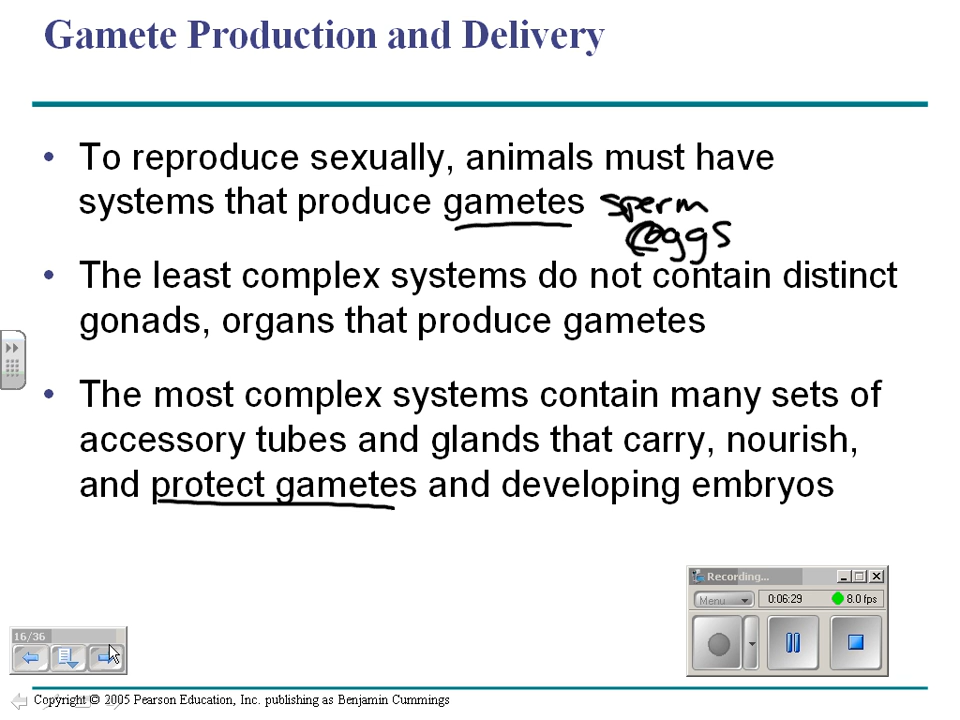 Gamete Production and Delivery
• To reproduce sexually, animals must have
systems that produce gametes sperm
eggs
• The least complex systems do not contain distinct
gonads, organs that produce gametes
• The most complex systems contain many sets of
accessory tubes and glands that carry, nourish,
and protect gametes and developing embryos
Recording...
Menu 0:06:29 8.0 fps
16/36
Copyright © 2005 Pearson Education, Inc. publishing as Benjamin Cummings